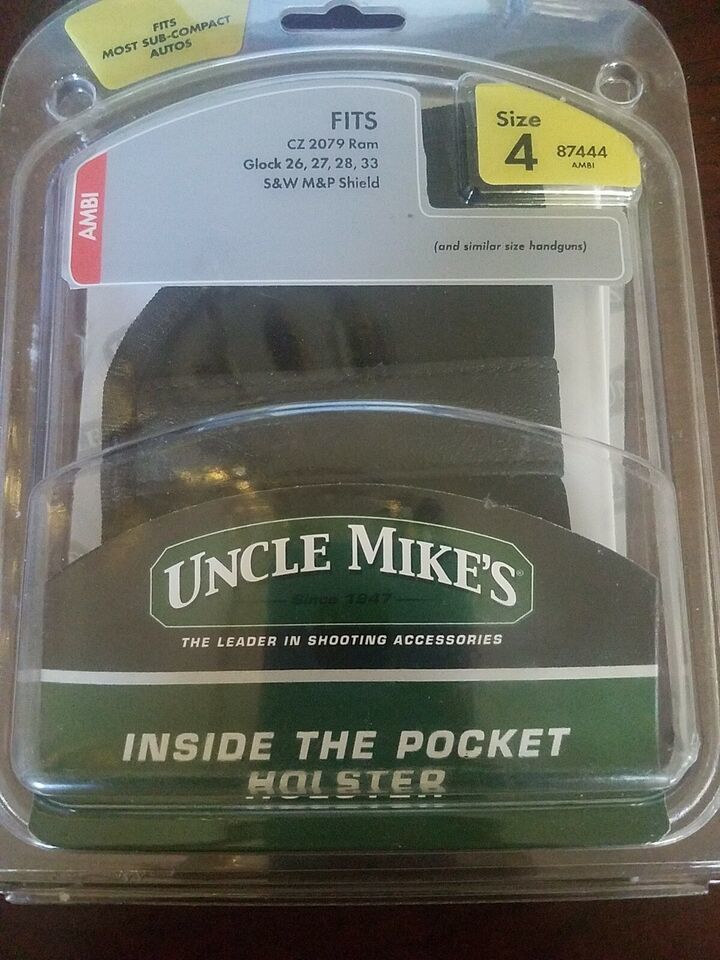 FITS
MOST SUB-COMPACT
AUTOS
FITS
CZ 2079 Ram
Glock 26, 27, 28, 33
S&W M&P Shield
Size
4 87444
AMBI
AMBI
(and similar size handguns)
UNCLE MIKE'S®
Since 1947
THE LEADER IN SHOOTING ACCESSORIES
INSIDE THE POCKET
HOLSTER